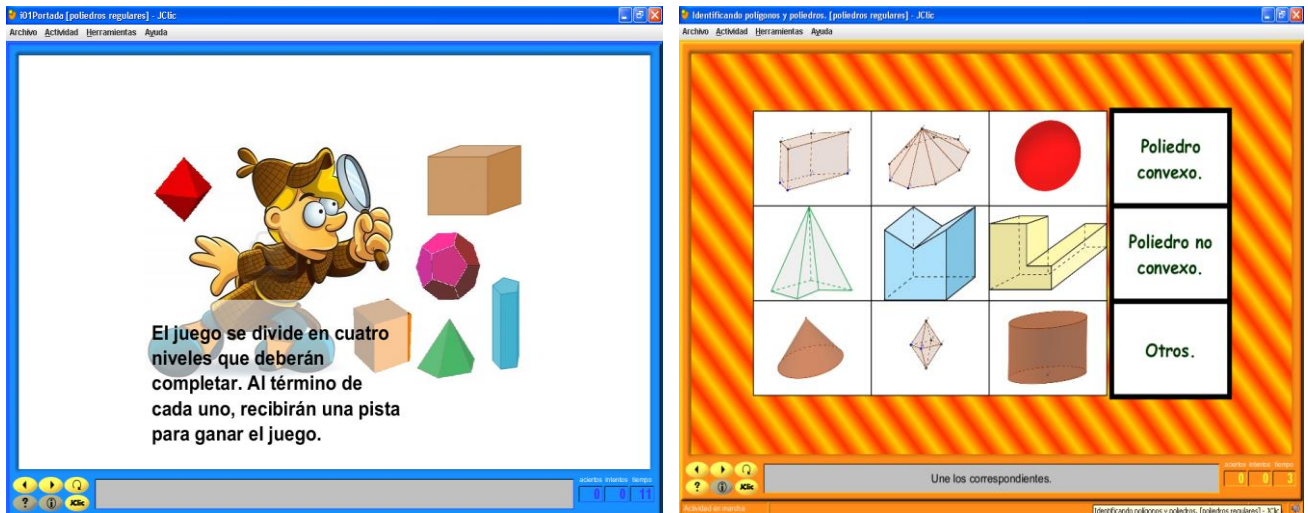 i01Portada [poliedros regulares] - JClic
Archivo Actividad Herramientas Ayuda
El juego se divide en cuatro
niveles que deberán
completar. Al término de
cada uno, recibirán una pista
para ganar el juego.
aciertos intentos tiempo
0 0 11
? i JClic
Identificando polígonos y poliedros. [poliedros regulares] - JClic
Archivo Actividad Herramientas Ayuda
Poliedro
convexo.
Poliedro no
convexo.
Otros.
Une los correspondientes.
aciertos intentos tiempo
0 0 3
? i JClic
Actividad en marcha
Identificando polígonos y poliedros. [poliedros regulares] - JClic